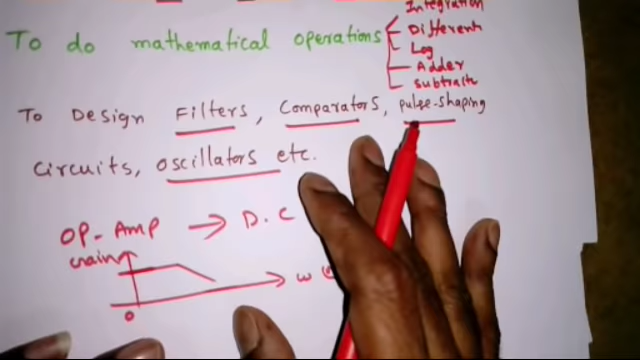 Integration
To do mathematical operations
Different
Log
Adder
Subtract
To Design Filters, Comparators, pulse-shaping
circuits, oscillators etc.
OP-Amp → D.C
Gain
ω
0